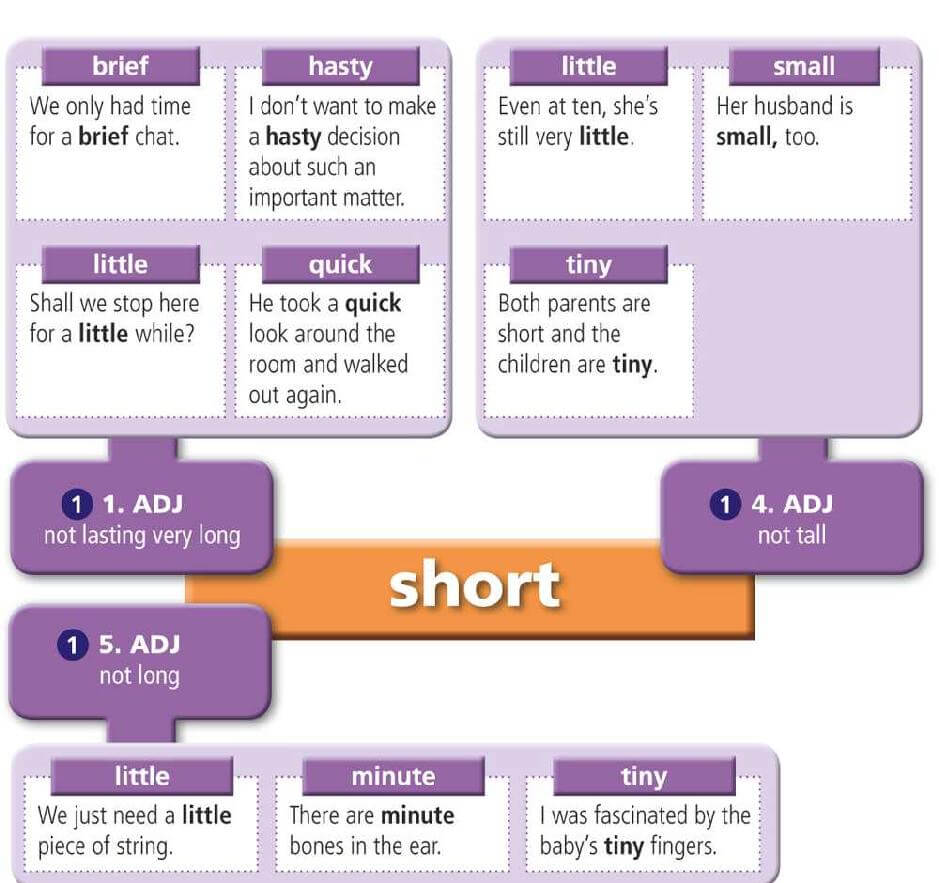 brief
We only had time
for a brief chat.
hasty
I don't want to make
a hasty decision
about such an
important matter.
little
Shall we stop here
for a little while?
quick
He took a quick
look around the
room and walked
out again.
little
Even at ten, she's
still very little.
small
Her husband is
small, too.
tiny
Both parents are
short and the
children are tiny.
1 1. ADJ
not lasting very long
1 4. ADJ
not tall
short
1 5. ADJ
not long
little
We just need a little
piece of string.
minute
There are minute
bones in the ear.
tiny
I was fascinated by the
baby's tiny fingers.